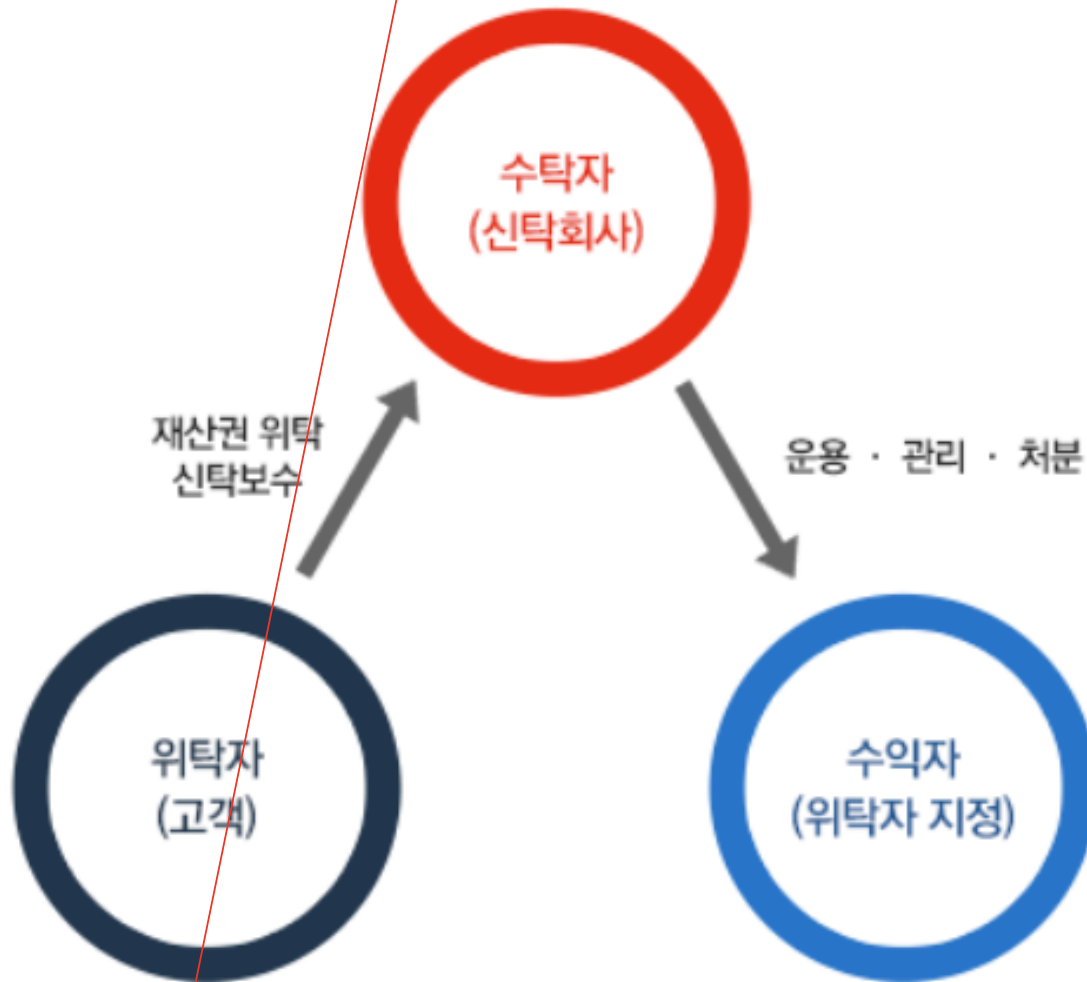 수탁자
(신탁회사)
재산권 위탁
신탁보수
운용 · 관리 · 처분
위탁자
(고객)
수익자
(위탁자 지정)